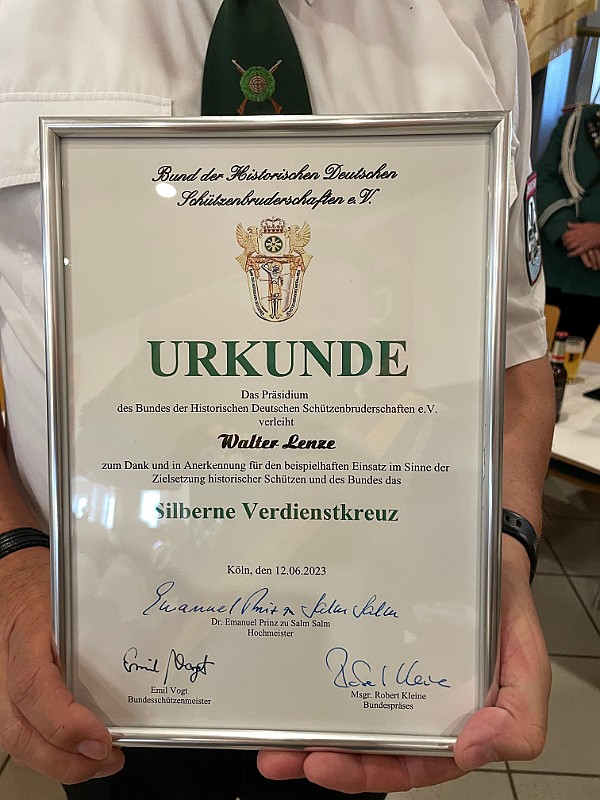 Bund der Historischen Deutschen
Schützenbruderschaften e.V.
URKUNDE
Das Präsidium
des Bundes der Historischen Deutschen Schützenbruderschaften e.V.
verleiht
Walter Lenze
zum Dank und in Anerkennung für den beispielhaften Einsatz im Sinne der
Zielsetzung historischer Schützen und des Bundes das
Silberne Verdienstkreuz
Köln, den 12.06.2023
Emanuel Prinz zu Salm Salm
Dr. Emanuel Prinz zu Salm Salm
Hochmeister
Emil Vogt
Emil Vogt
Bundesschützenmeister
Robert Kleine
Msgr. Robert Kleine
Bundespräses